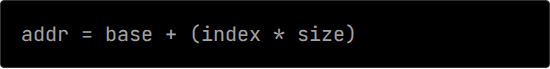 addr = base + (index * size)